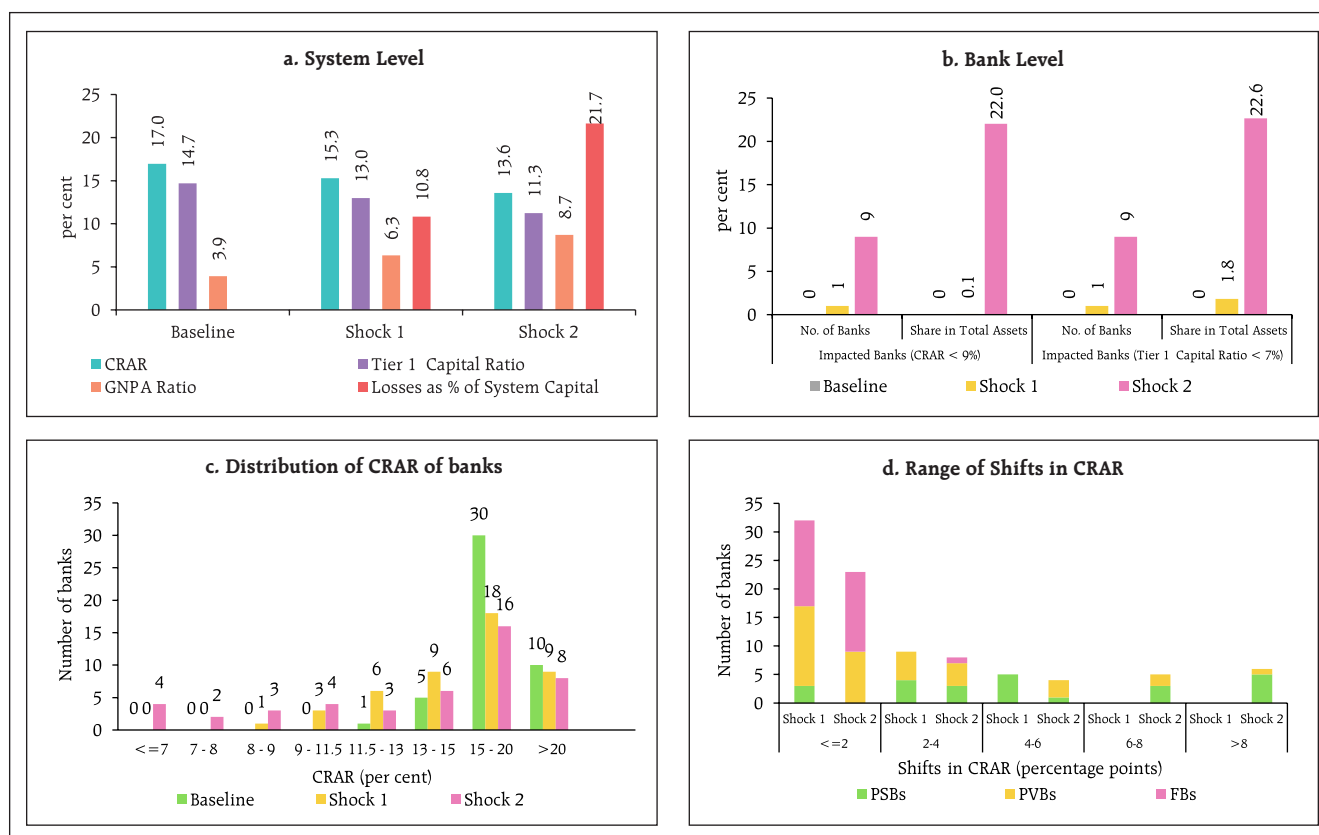 a. System Level
per cent
25
20
15
10
5
0
17.0
14.7
3.9
15.3
13.0
6.3
10.8
13.6
11.3
8.7
21.7
Baseline
Shock 1
Shock 2
CRAR
Tier 1 Capital Ratio
GNPA Ratio
Losses as % of System Capital
b. Bank Level
per cent
25
20
15
10
5
0
0
1
9
0
0.1
22.0
0
1
9
0
1.8
22.6
No. of Banks
Share in Total Assets
No. of Banks
Share in Total Assets
Impacted Banks (CRAR < 9%)
Impacted Banks (Tier 1 Capital Ratio < 7%)
Baseline
Shock 1
Shock 2
c. Distribution of CRAR of banks
Number of banks
35
30
25
20
15
10
5
0
0 0 4
0 0 2
0 1 3
0 3 4
1 6 3
5 9 6
30 18 16
10 9 8
<=7
7 - 8
8 - 9
9 - 11.5
11.5 - 13
13 - 15
15 - 20
>20
CRAR (per cent)
Baseline
Shock 1
Shock 2
d. Range of Shifts in CRAR
Number of banks
35
30
25
20
15
10
5
0
Shock 1 Shock 2
Shock 1 Shock 2
Shock 1 Shock 2
Shock 1 Shock 2
Shock 1 Shock 2
<=2
2-4
4-6
6-8
>8
Shifts in CRAR (percentage points)
PSBs
PVBs
FBs